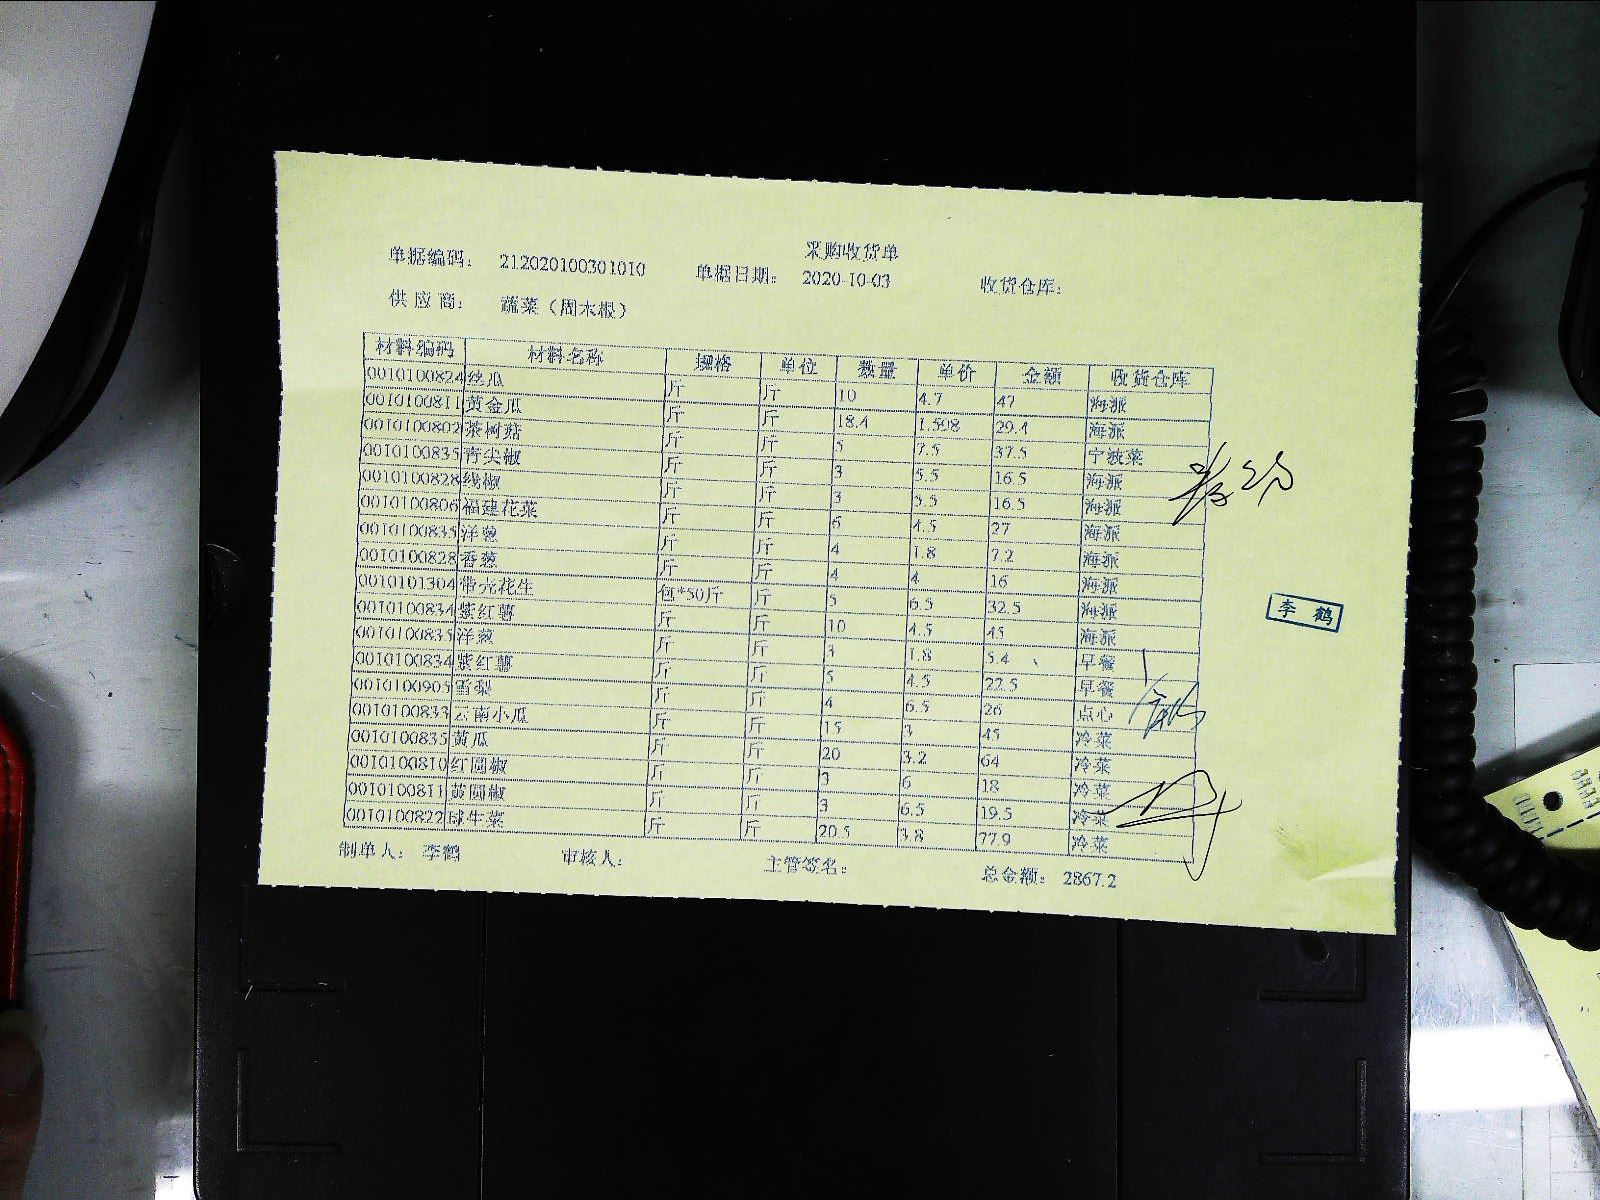 采购收货单
单据编码： 212020100301010 单据日期： 2020-10-03 收货仓库：
供 应 商： 蔬菜（周木根）
材料编码 材料名称 规格 单位 数量 单价 金额 收货仓库
0010100824 丝瓜 斤 斤 10 4.7 47 海派
0010100811 黄金瓜 斤 斤 18.4 1.598 29.4 海派
0010100802 茶树菇 斤 斤 5 7.5 37.5 宁波菜
0010100835 青尖椒 斤 斤 3 5.5 16.5 海派
0010100828 线椒 斤 斤 3 5.5 16.5 海派
0010100806 福建花菜 斤 斤 6 4.5 27 海派
0010100835 洋葱 斤 斤 4 1.8 7.2 海派
0010100828 香葱 斤 斤 4 4 16 海派
0010101304 带壳花生 包*50斤 斤 5 6.5 32.5 海派
0010100834 紫红薯 斤 斤 10 4.5 45 海派
0010100835 洋葱 斤 斤 3 1.8 5.4 早餐
0010100834 紫红薯 斤 斤 5 4.5 22.5 早餐
0010100905 雪梨 斤 斤 4 6.5 26 点心
0010100833 云南小瓜 斤 斤 15 3 45 冷菜
0010100835 黄瓜 斤 斤 20 3.2 64 冷菜
0010100810 红圆椒 斤 斤 3 6 18 冷菜
0010100811 黄圆椒 斤 斤 3 6.5 19.5 冷菜
0010100822 球生菜 斤 斤 20.5 3.8 77.9 冷菜
制单人： 李鹤 审核人： 主管签名： 总金额： 2867.2
李 鹤